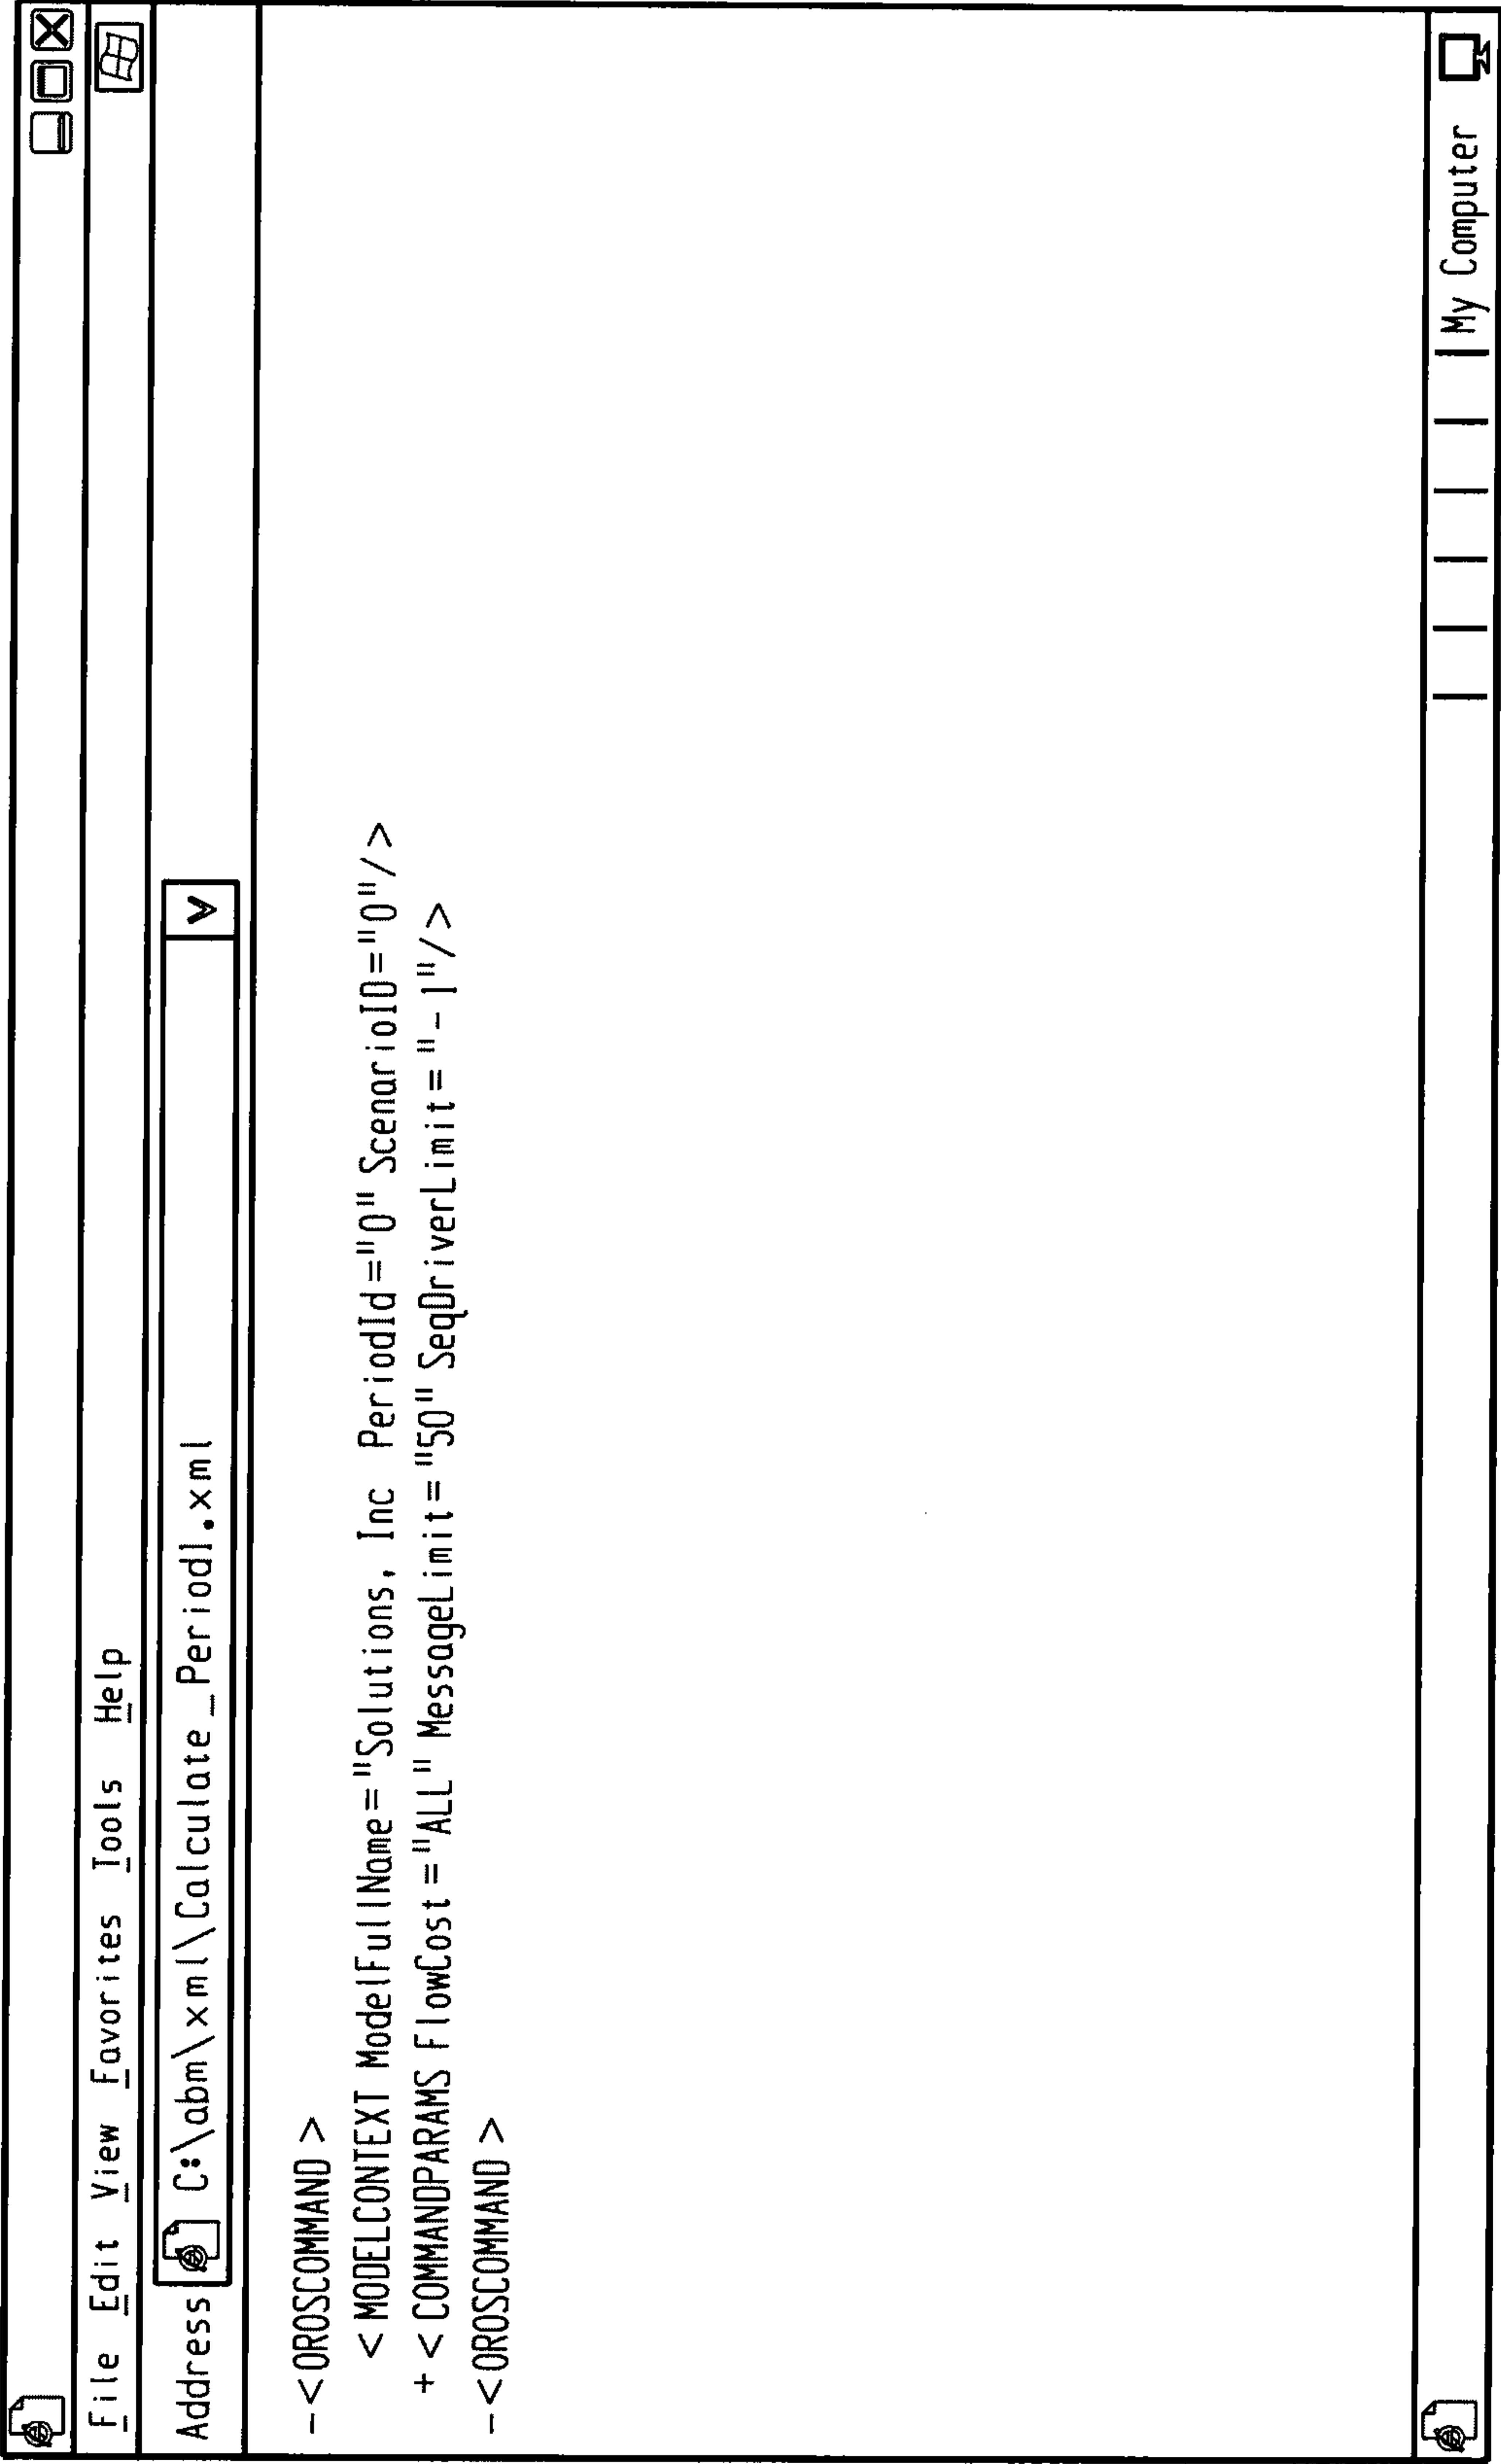 File Edit View Favorites Tools Help
Address C:\abm\xml\Calculate_Period1.xml
-<OROSCOMMAND>
<MODELCONTEXT ModelFullName="Solutions, Inc PeriodId="0" ScenarioID="0"/>
+<COMMANDPARAMS FlowCost="ALL" MessageLimit="50" SeqDriverLimit="-1"/>
-<OROSCOMMAND>
My Computer